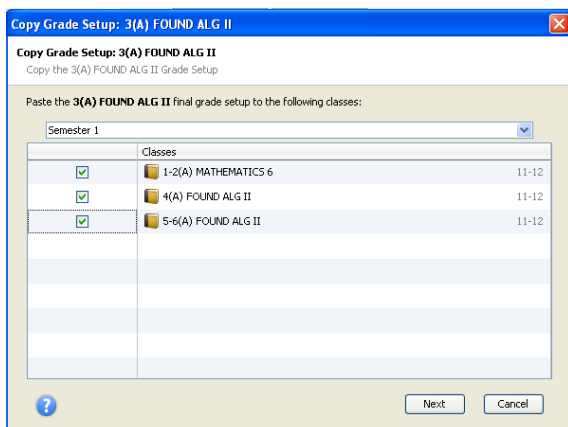 Copy Grade Setup: 3(A) FOUND ALG II
Copy Grade Setup: 3(A) FOUND ALG II
Copy the 3(A) FOUND ALG II Grade Setup
Paste the 3(A) FOUND ALG II final grade setup to the following classes:
Semester 1
Classes
1-2(A) MATHEMATICS 6 11-12
4(A) FOUND ALG II 11-12
5-6(A) FOUND ALG II 11-12
? Next Cancel